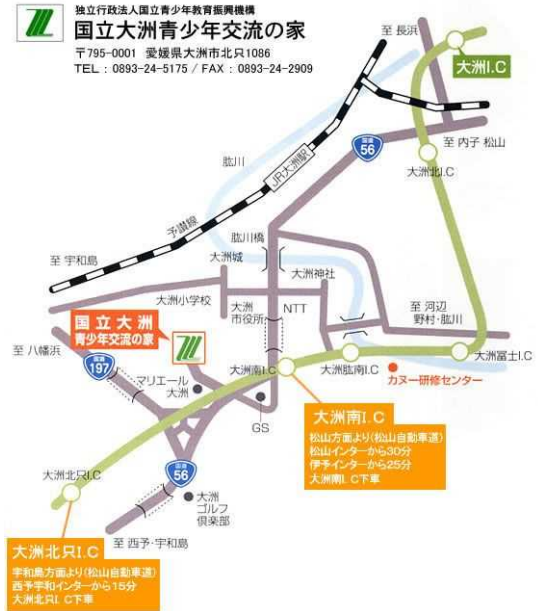 独立行政法人国立青少年教育振興機構
国立大洲青少年交流の家
〒795-0001 愛媛県大洲市北只1086
TEL : 0893-24-5175 / FAX : 0893-24-2909
至 長浜
大洲I.C
肱川
JR大洲駅
国道
56
至 内子 松山
大洲北I.C
予讃線
肱川橋
至 宇和島
大洲城
大洲神社
大洲小学校
大洲
市役所
NTT
至 河辺
野村・肱川
国立大洲
青少年交流の家
至 八幡浜
国道
197
マリエール
大洲
大洲南I.C
大洲肱南I.C
大洲冨士I.C
カヌー研修センター
GS
大洲南I.C
松山方面より(松山自動車道)
松山インターから30分
伊予インターから25分
大洲南I.C下車
国道
56
大洲北只I.C
大洲
ゴルフ
倶楽部
至 西予・宇和島
大洲北只I.C
宇和島方面より(松山自動車道)
西予宇和インターから15分
大洲北只I.C下車